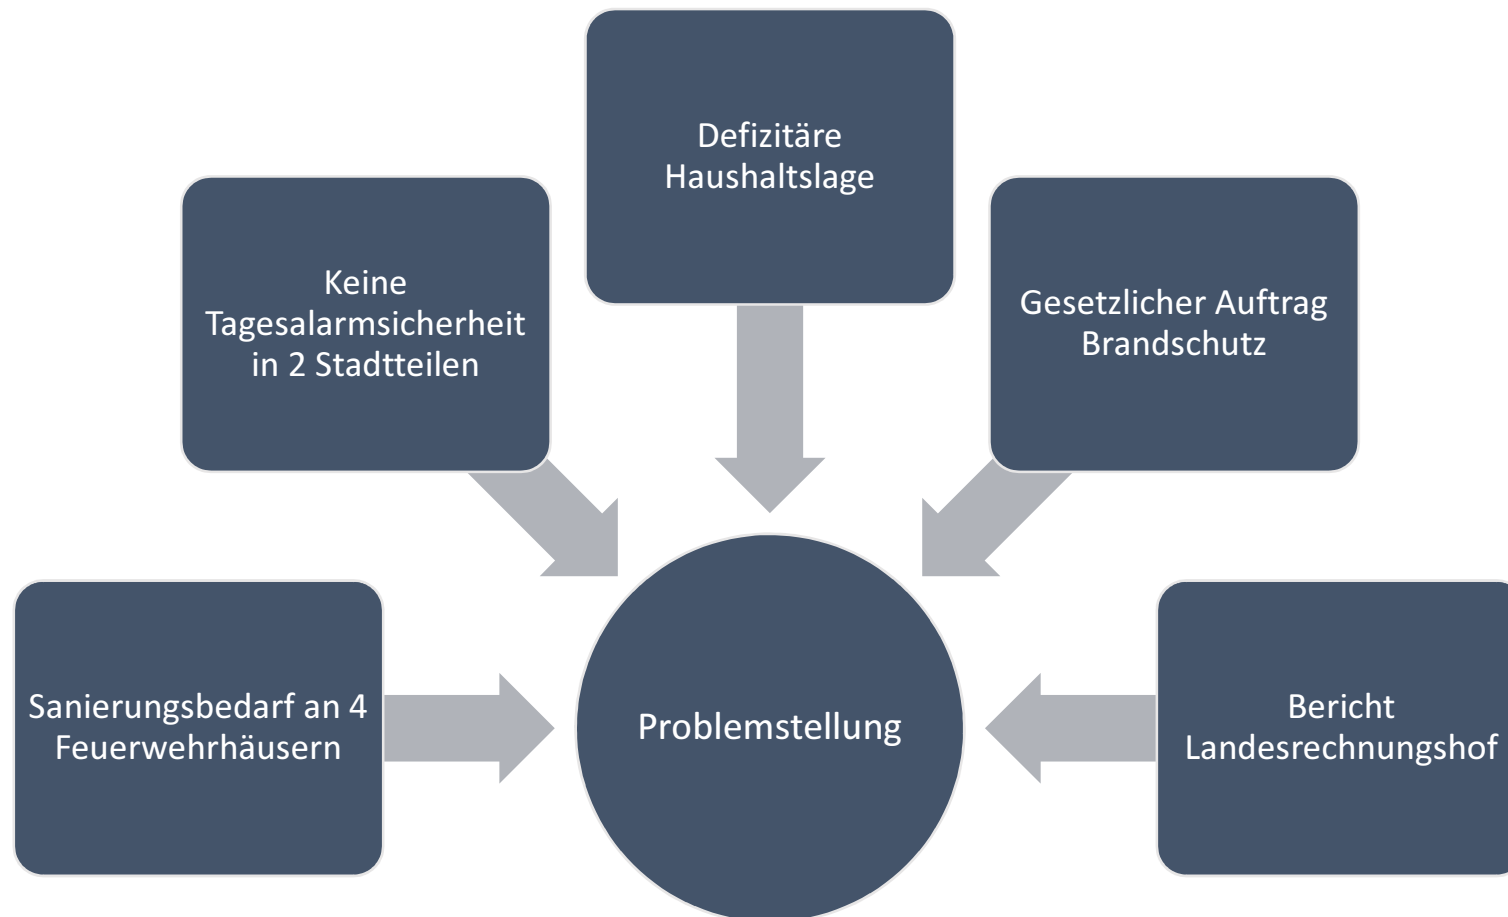 Defizitäre
Haushaltslage
Keine
Tagesalarmsicherheit
in 2 Stadtteilen
Gesetzlicher Auftrag
Brandschutz
Sanierungsbedarf an 4
Feuerwehrhäusern
Problemstellung
Bericht
Landesrechnungshof